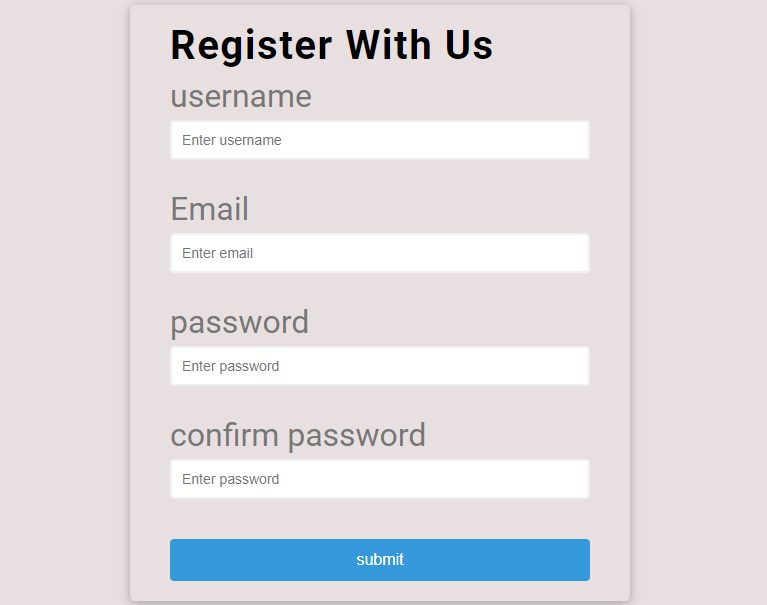 Register With Us
username
Enter username
Email
Enter email
password
Enter password
confirm password
Enter password
submit